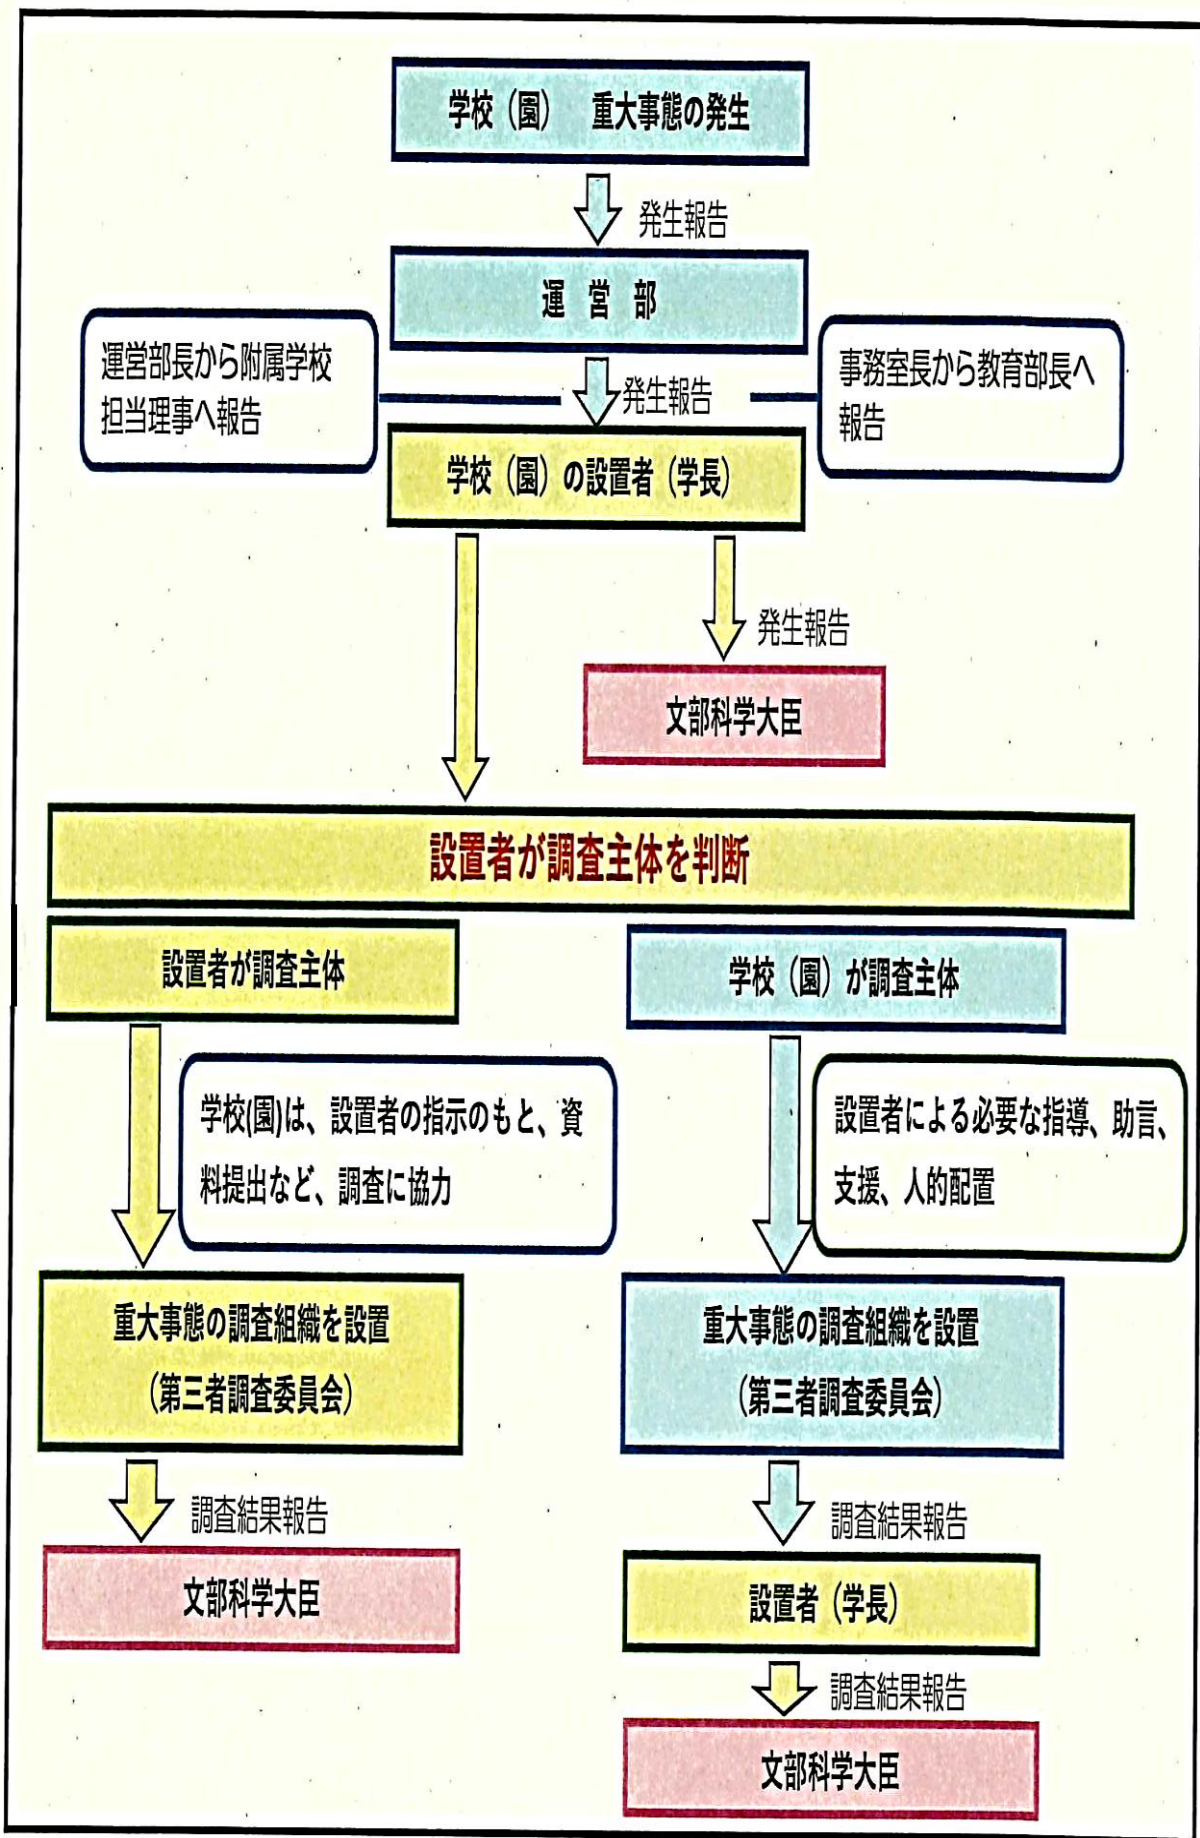 学校（園）　重大事態の発生
発生報告
運　営　部
運営部長から附属学校
担当理事へ報告
発生報告
事務室長から教育部長へ
報告
学校（園）の設置者（学長）
発生報告
文部科学大臣
設置者が調査主体を判断
設置者が調査主体
学校（園）が調査主体
学校(園)は、設置者の指示のもと、資
料提出など、調査に協力
設置者による必要な指導、助言、
支援、人的配置
重大事態の調査組織を設置
（第三者調査委員会）
重大事態の調査組織を設置
（第三者調査委員会）
調査結果報告
調査結果報告
文部科学大臣
設置者（学長）
調査結果報告
文部科学大臣